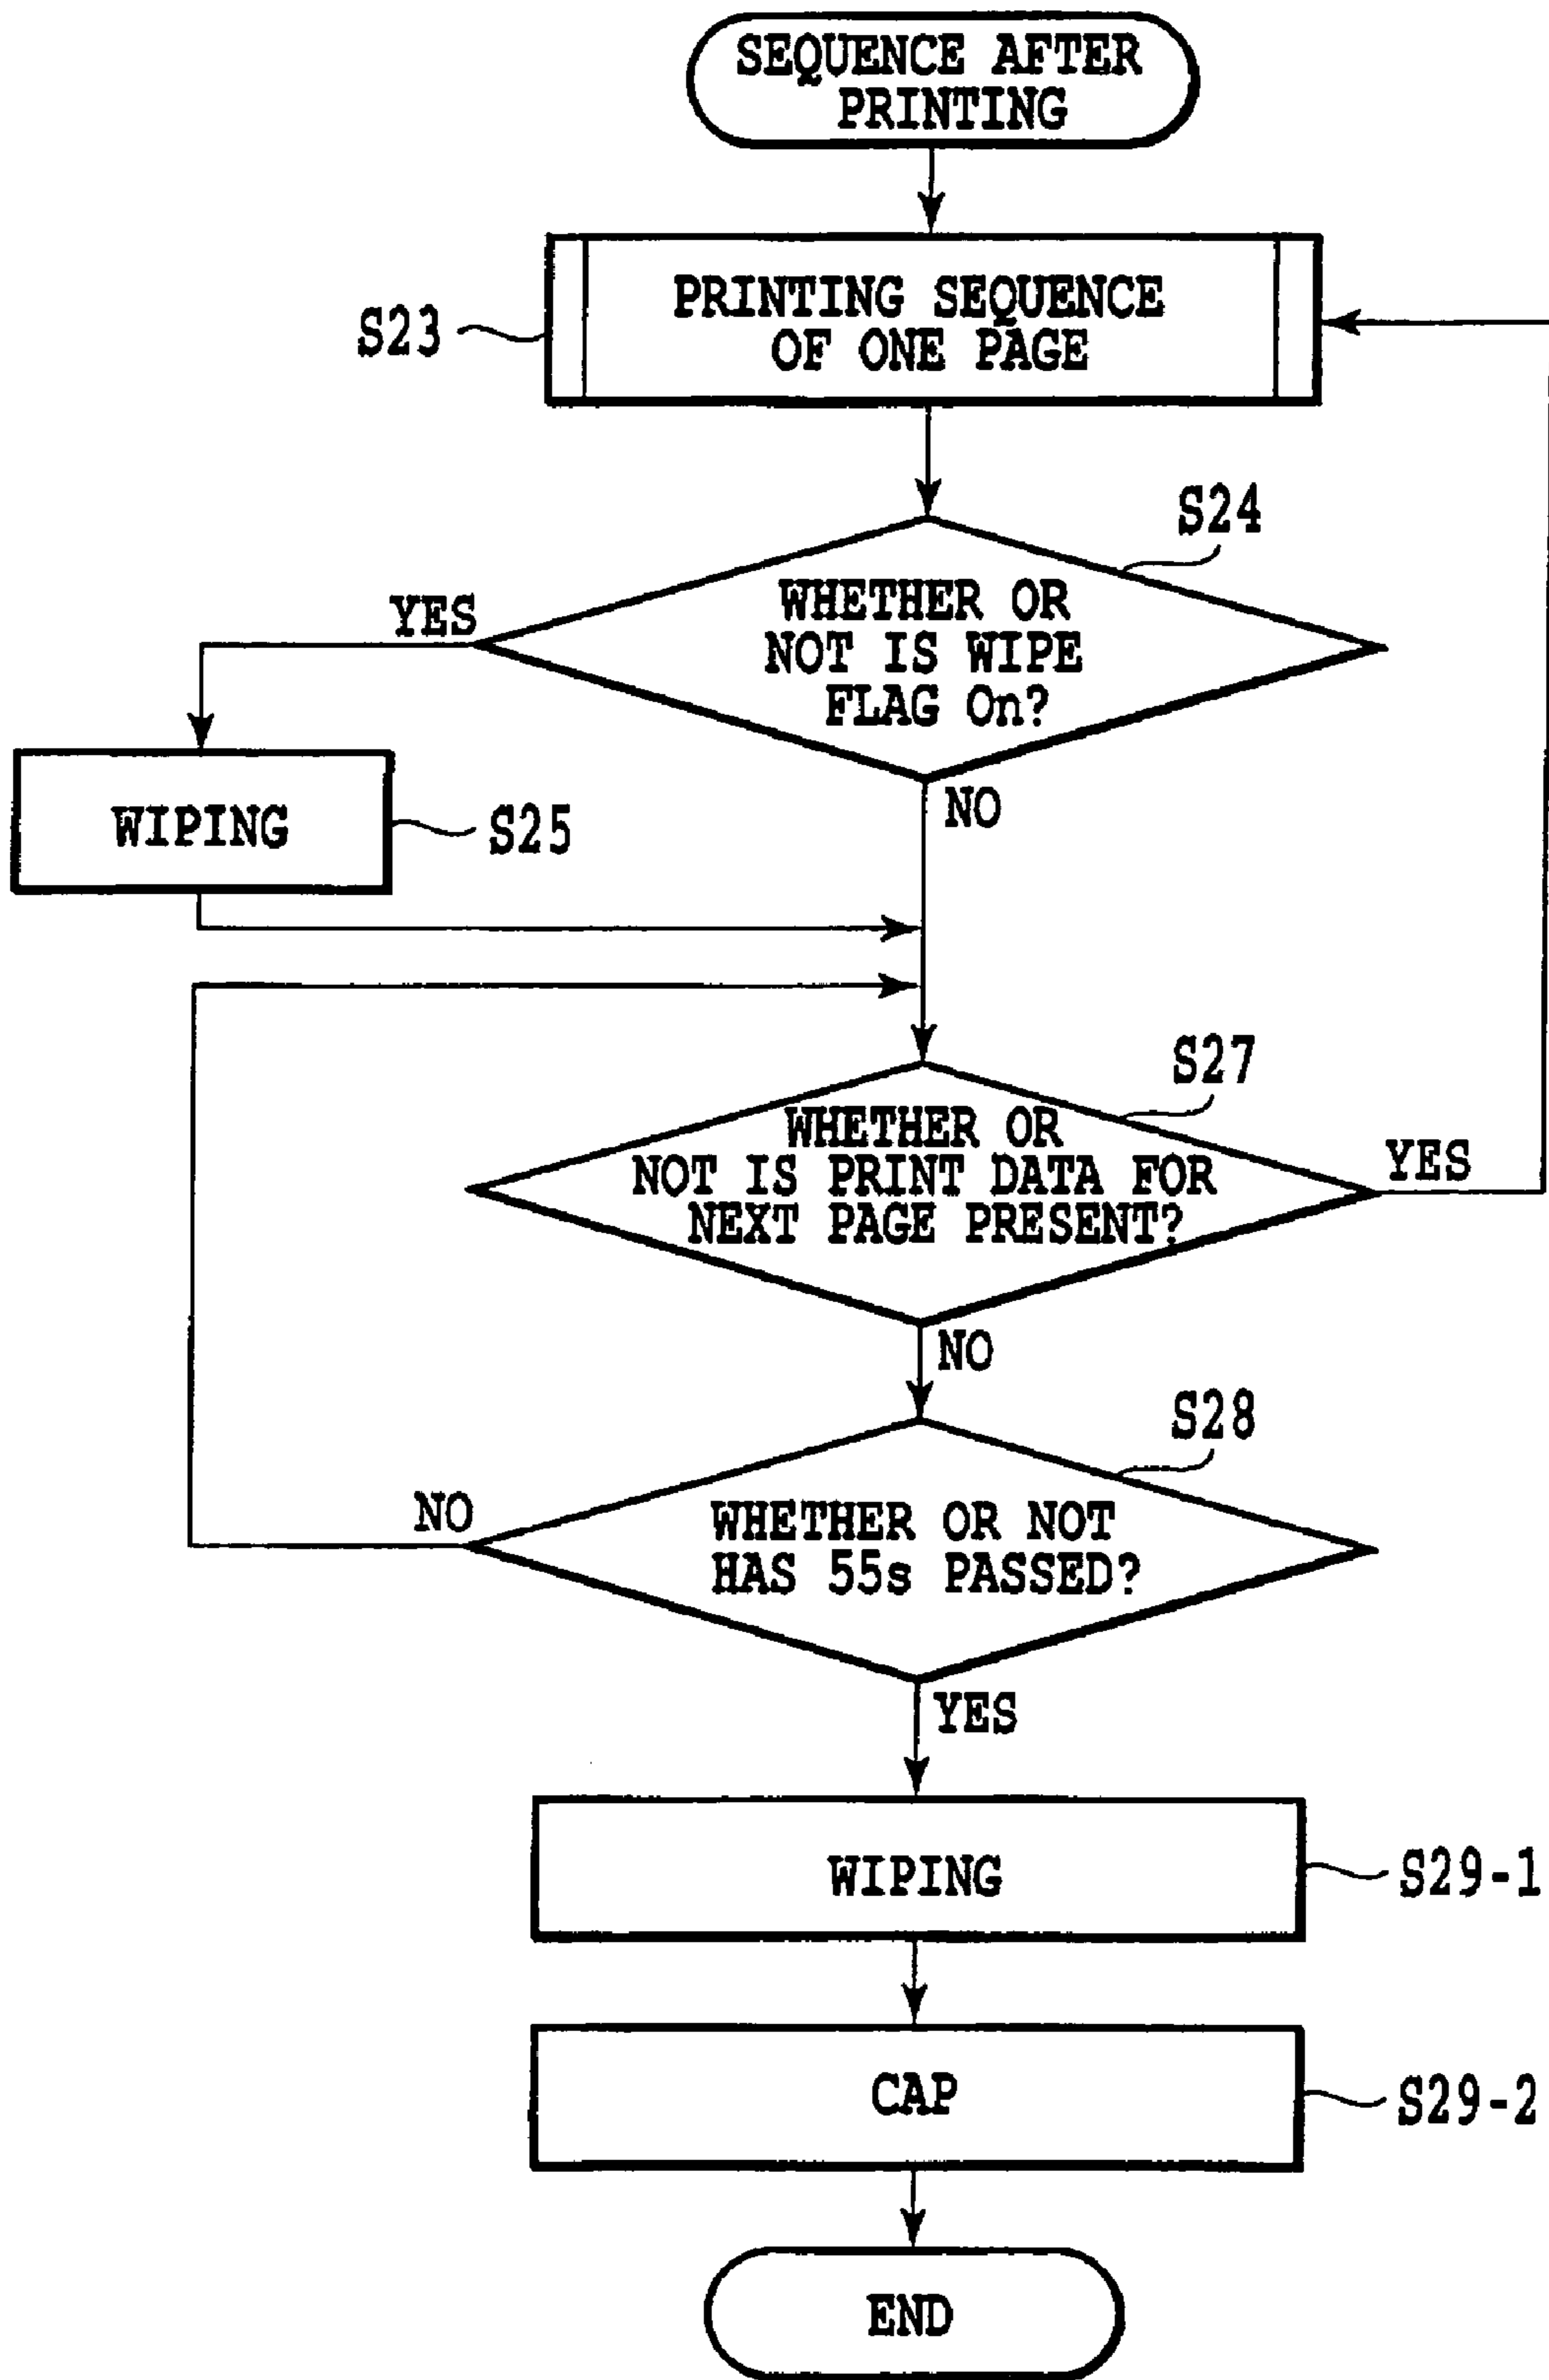 SEQUENCE AFTER
PRINTING
PRINTING SEQUENCE
OF ONE PAGE
S23
S24
WHETHER OR
NOT IS WIPE
FLAG On?
YES
NO
WIPING
S25
S27
WHETHER OR
NOT IS PRINT DATA FOR
NEXT PAGE PRESENT?
YES
NO
S28
WHETHER OR NOT
HAS 55s PASSED?
NO
YES
WIPING
S29-1
CAP
S29-2
END